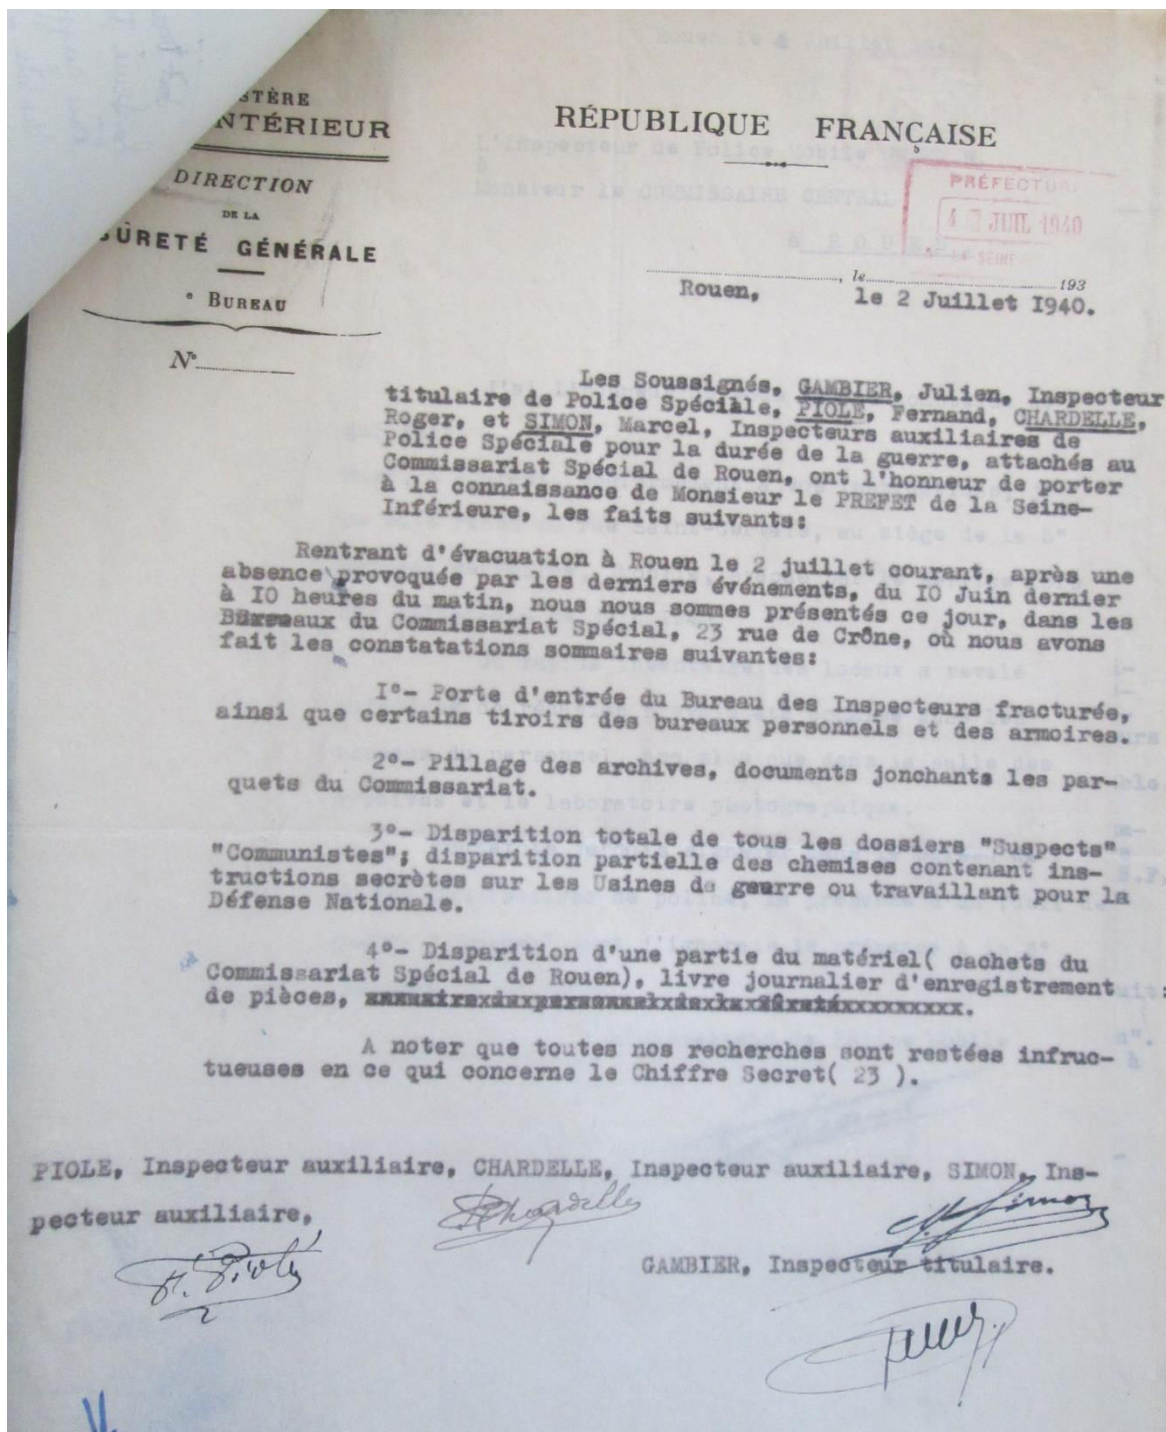 STÈRE
NTÉRIEUR
DIRECTION
DE LA
SÛRETÉ GÉNÉRALE
e BUREAU
N°
RÉPUBLIQUE FRANÇAISE
PRÉFECTUR
4 JUIL 1940
SEINE
, le 193
Rouen, le 2 Juillet I940.
Les Soussignés, GAMBIER, Julien, Inspecteur
titulaire de Police Spéciale, PIOLE, Fernand, CHARDELLE,
Roger, et SIMON, Marcel, Inspecteurs auxiliaires de
Police Spéciale pour la durée de la guerre, attachés au
Commissariat Spécial de Rouen, ont l'honneur de porter
à la connaissance de Monsieur le PREFET de la Seine-
Inférieure, les faits suivants:
Rentrant d'évacuation à Rouen le 2 juillet courant, après une
absence provoquée par les derniers événements, du IO Juin dernier
à IO heures du matin, nous nous sommes présentés ce jour, dans les
Bureaux du Commissariat Spécial, 23 rue de Crône, où nous avons
fait les constatations sommaires suivantes:
I°- Porte d'entrée du Bureau des Inspecteurs fracturée,
ainsi que certains tiroirs des bureaux personnels et des armoires.
2°- Pillage des archives, documents jonchants les par-
quets du Commissariat.
3°- Disparition totale de tous les dossiers "Suspects"
"Communistes"; disparition partielle des chemises contenant ins-
tructions secrètes sur les Usines de guerre ou travaillant pour la
Défense Nationale.
4°- Disparition d'une partie du matériel( cachets du
Commissariat Spécial de Rouen), livre journalier d'enregistrement
de pièces,
A noter que toutes nos recherches sont restées infruc-
tueuses en ce qui concerne le Chiffre Secret( 23 ).
PIOLE, Inspecteur auxiliaire, CHARDELLE, Inspecteur auxiliaire, SIMON, Ins-
pecteur auxiliaire,
Chardelle
Simon
F. Piole
GAMBIER, Inspecteur titulaire.